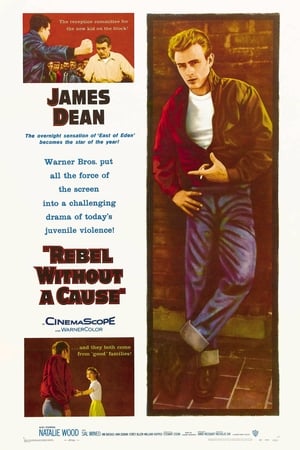 The reception committee for
the new kid on the block!
JAMES
DEAN
The overnight sensation of 'East of Eden'
becomes the star of the year!
Warner Bros. put
all the force of
the screen
into a challenging
drama of today's
juvenile violence!
"REBEL
WITHOUT
A CAUSE"
CINEMASCOPE
WARNERCOLOR
...and they both come
from 'good' families!
NATALIE WOOD
SAL MINEO